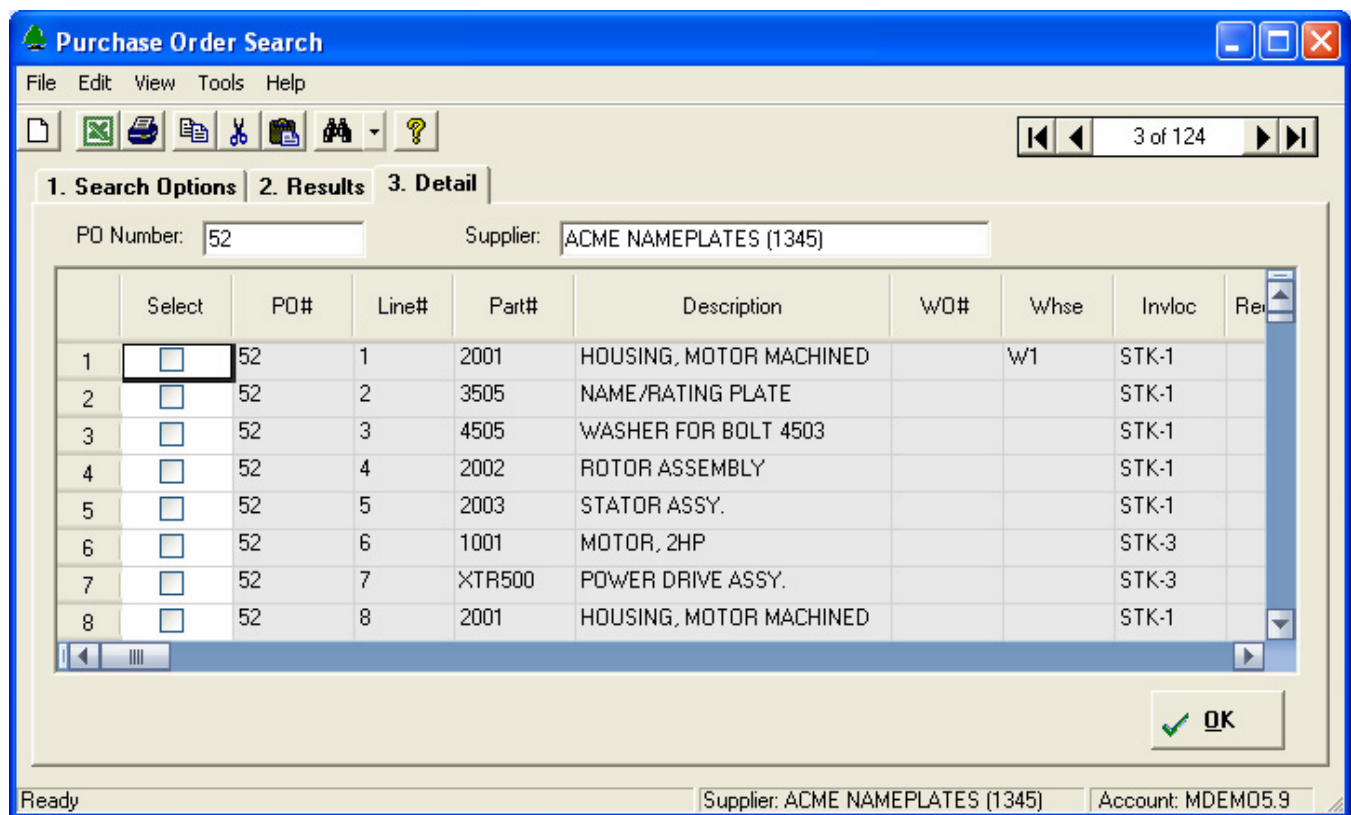 Purchase Order Search
File Edit View Tools Help
3 of 124
1. Search Options 2. Results 3. Detail
PO Number: 52 Supplier: ACME NAMEPLATES (1345)
Select PO# Line# Part# Description WO# Whse Invloc
1 52 1 2001 HOUSING, MOTOR MACHINED W1 STK-1
2 52 2 3505 NAME/RATING PLATE STK-1
3 52 3 4505 WASHER FOR BOLT 4503 STK-1
4 52 4 2002 ROTOR ASSEMBLY STK-1
5 52 5 2003 STATOR ASSY. STK-1
6 52 6 1001 MOTOR, 2HP STK-3
7 52 7 XTR500 POWER DRIVE ASSY. STK-3
8 52 8 2001 HOUSING, MOTOR MACHINED STK-1
OK
Ready Supplier: ACME NAMEPLATES (1345) Account: MDEMO5.9